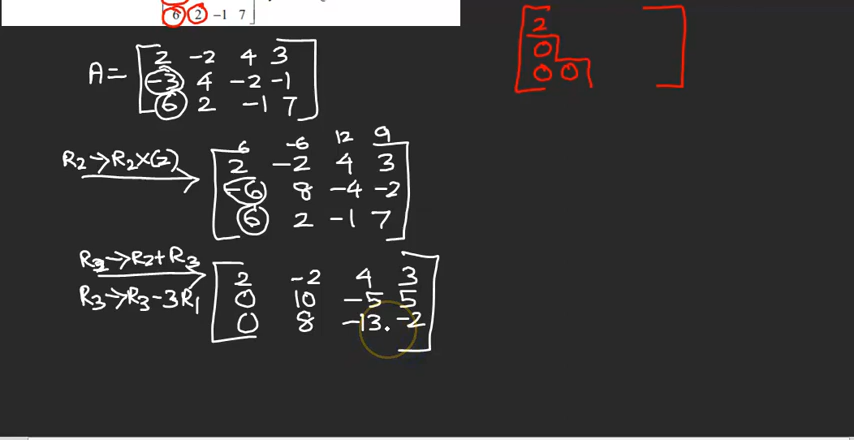 6 2 -1 7
2
0
0 0
A = 2 -2 4 3
-3 4 -2 -1
6 2 -1 7
6 -6 12 9
R2→R2×(2) 2 -2 4 3
-6 8 -4 -2
6 2 -1 7
R2→R2+R3 2 -2 4 3
R3→R3-3R1 0 10 -5 5
0 8 -13. -2